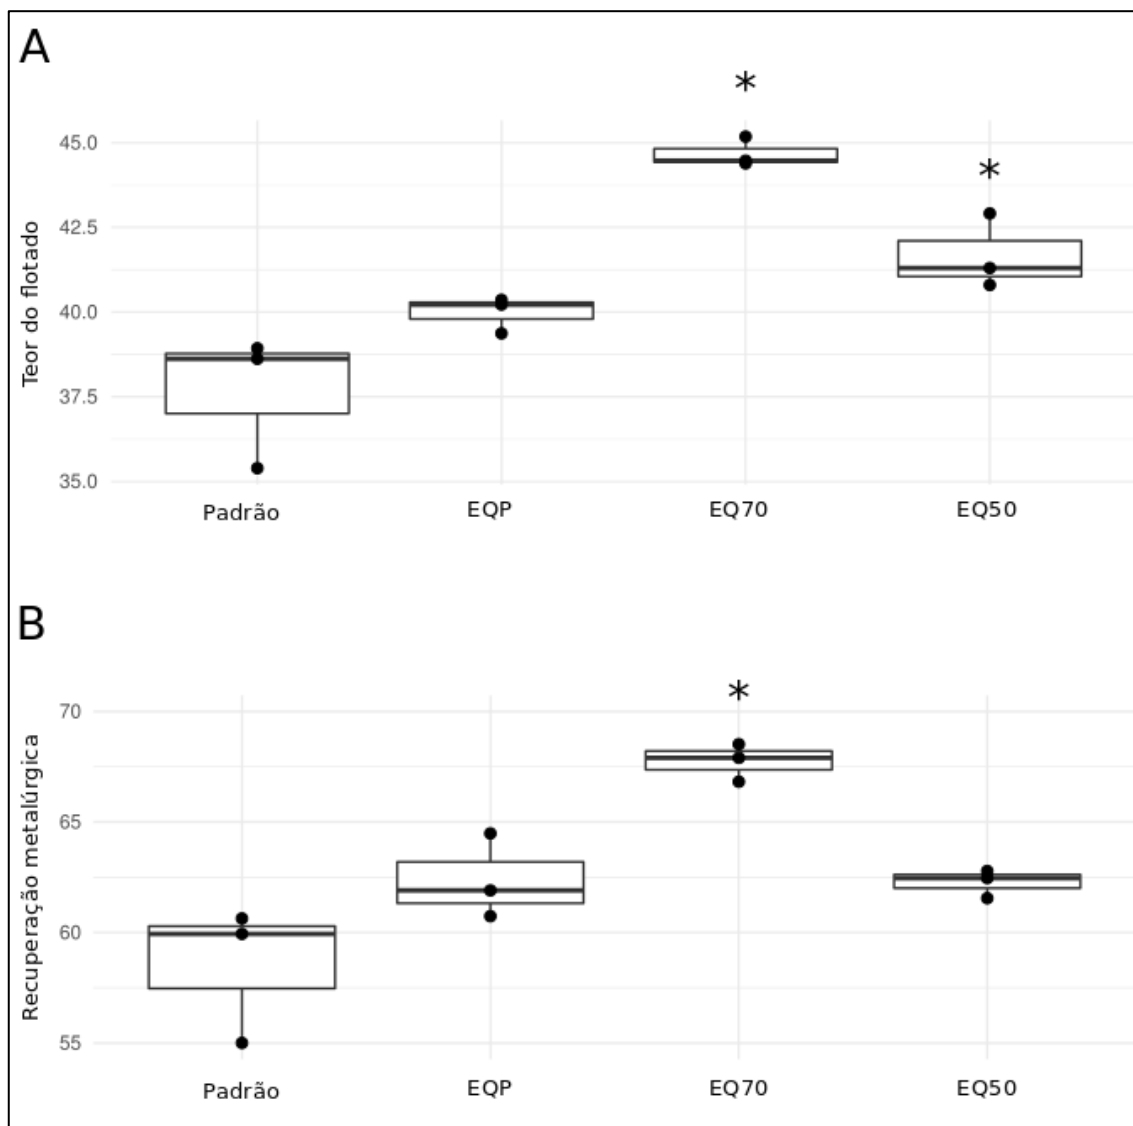 A
*
*
45.0
42.5
40.0
37.5
35.0
Teor do flotado
Padrão EQP EQ70 EQ50
B
*
70
65
60
55
Recuperação metalúrgica
Padrão EQP EQ70 EQ50